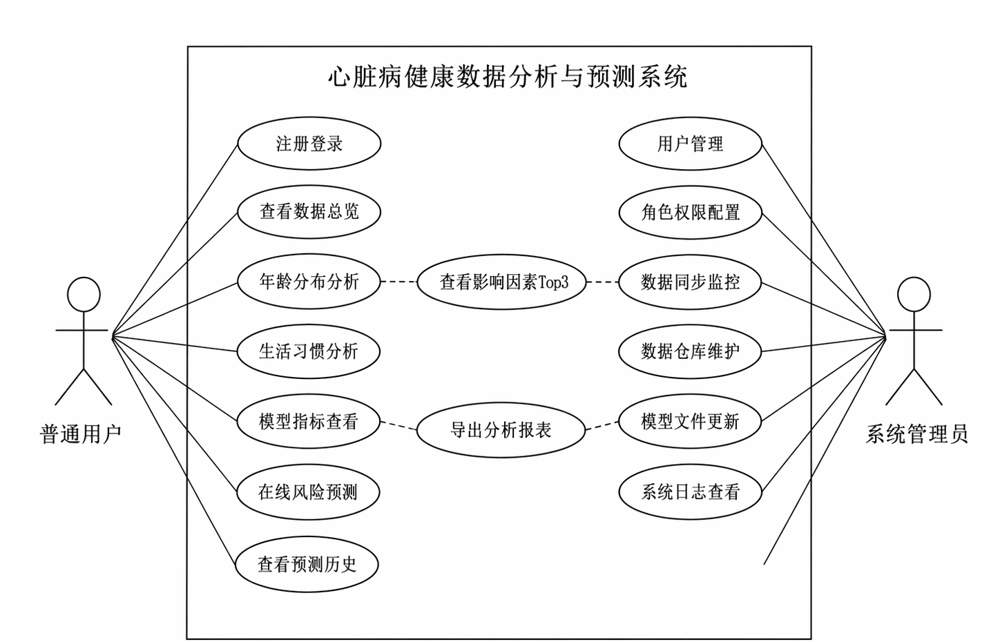 心脏病健康数据分析与预测系统
注册登录
用户管理
查看数据总览
角色权限配置
年龄分布分析
查看影响因素Top3
数据同步监控
生活习惯分析
数据仓库维护
模型指标查看
导出分析报表
模型文件更新
普通用户
系统管理员
在线风险预测
系统日志查看
查看预测历史